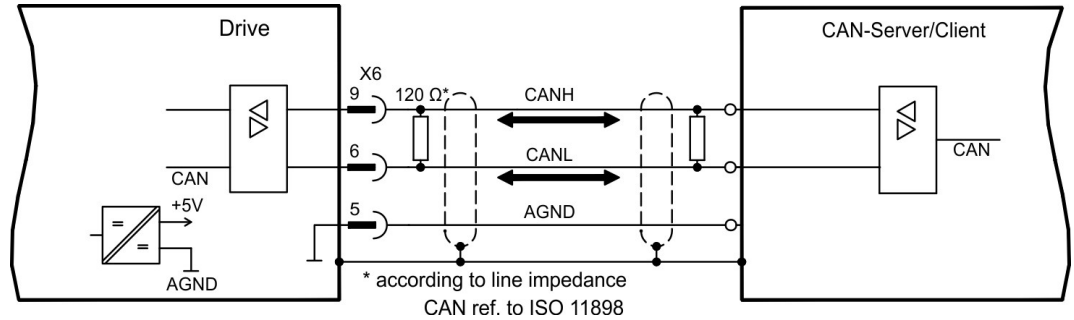 Drive
CAN-Server/Client
X6
9
120 Ω*
CANH
6
CANL
CAN
CAN
+5V
5
AGND
=
=
AGND
* according to line impedance
CAN ref. to ISO 11898